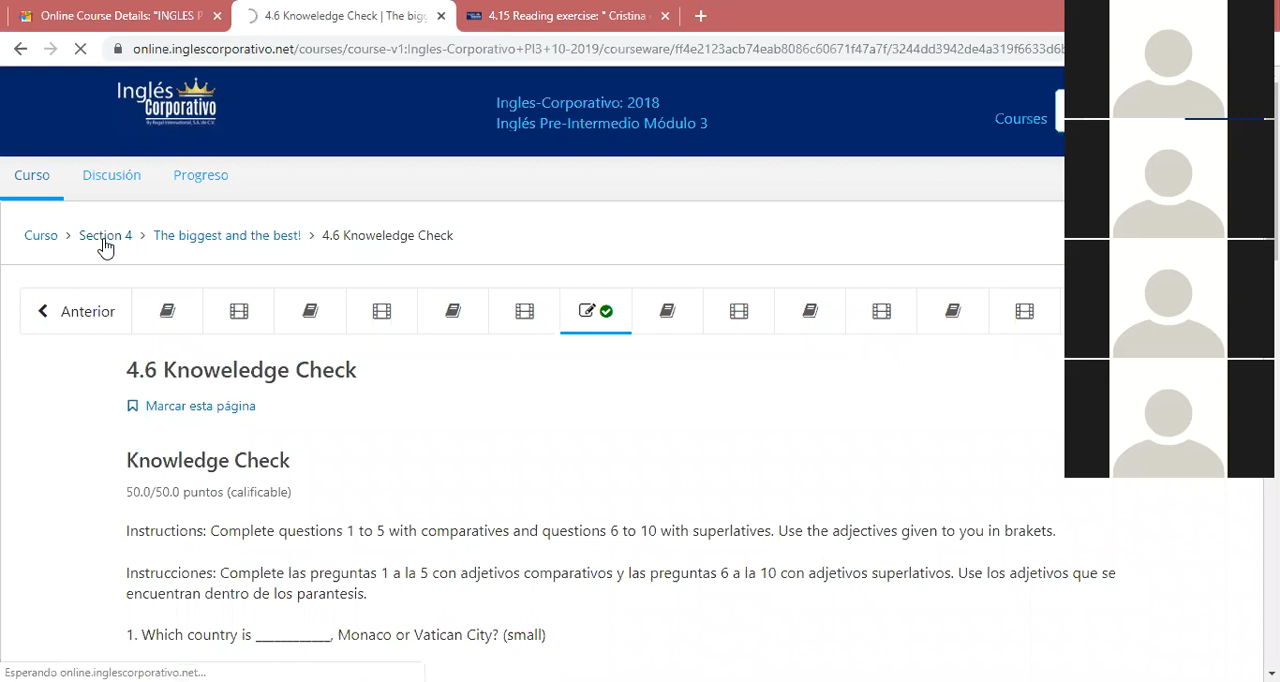 Online Course Details: "INGLES P
4.6 Knoweledge Check | The bigg
4.15 Reading exercise: " Cristina
online.inglescorporativo.net/courses/course-v1:Ingles-Corporativo+PI3+10-2019/courseware/ff4e2123acb74eab8086c60671f47a7f/3244dd3942de4a319f6633d6b
Inglés
Corporativo
By Regal International, S.A. de C.V.
Ingles-Corporativo: 2018
Inglés Pre-Intermedio Módulo 3
Courses
Curso
Discusión
Progreso
Curso > Section 4 > The biggest and the best! > 4.6 Knoweledge Check
Anterior
4.6 Knoweledge Check
Marcar esta página
Knowledge Check
50.0/50.0 puntos (calificable)
Instructions: Complete questions 1 to 5 with comparatives and questions 6 to 10 with superlatives. Use the adjectives given to you in brakets.
Instrucciones: Complete las preguntas 1 a la 5 con adjetivos comparativos y las preguntas 6 a la 10 con adjetivos superlativos. Use los adjetivos que se
encuentran dentro de los parantesis.
1. Which country is ___________, Monaco or Vatican City? (small)
Esperando online.inglescorporativo.net...